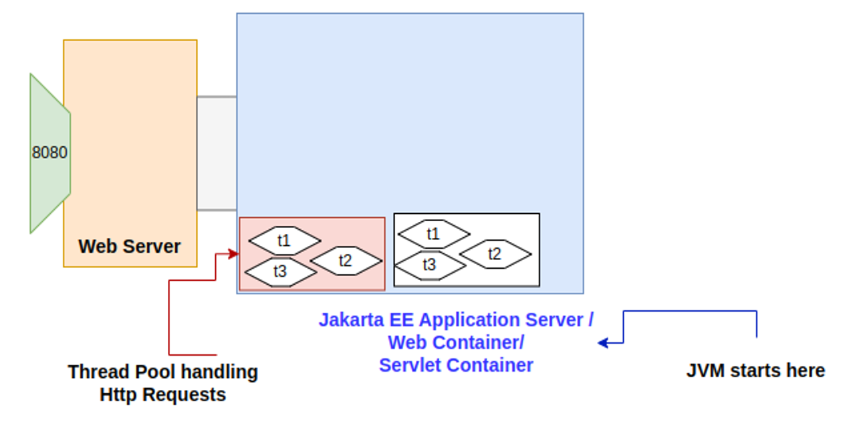 8080
Web Server
t1
t2
t3
t1
t2
t3
Jakarta EE Application Server /
Web Container/
Servlet Container
JVM starts here
Thread Pool handling
Http Requests